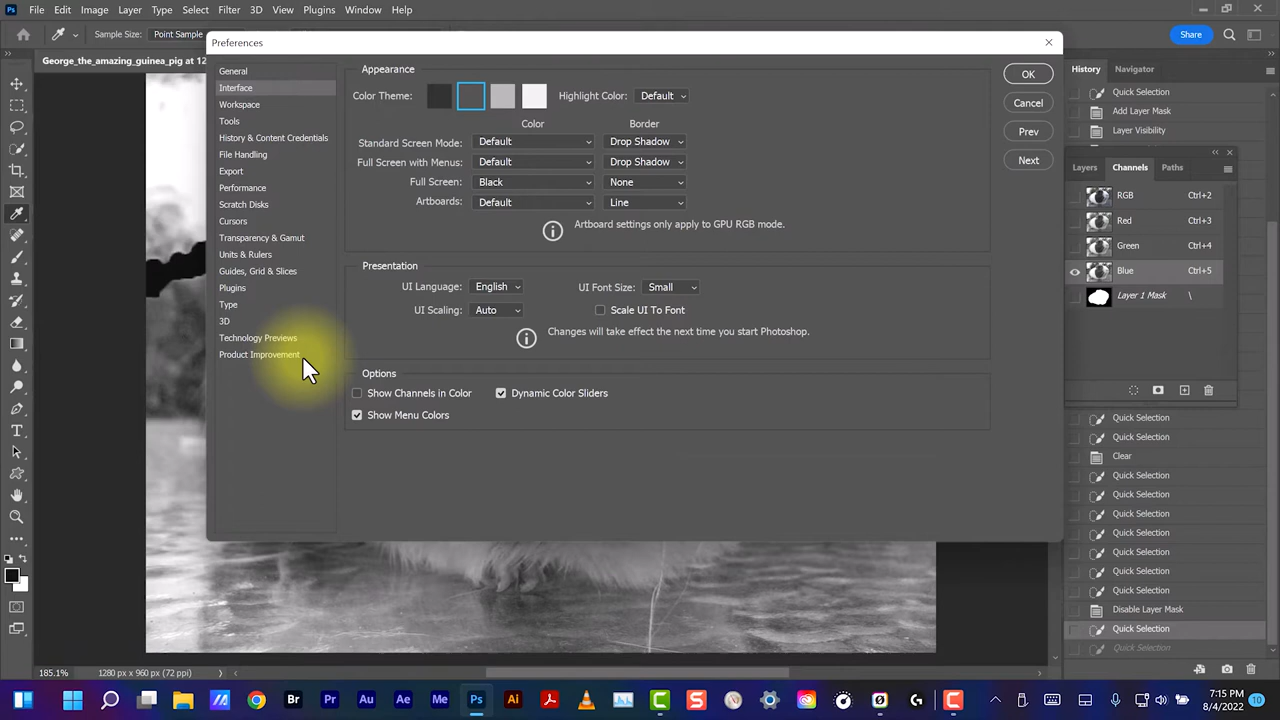 Ps File Edit Image Layer Type Select Filter 3D View Plugins Window Help
Sample Size: Point Sample
Share
George_the_amazing_guinea_pig at 12
Preferences
General
Interface
Workspace
Tools
History & Content Credentials
File Handling
Export
Performance
Scratch Disks
Cursors
Transparency & Gamut
Units & Rulers
Guides, Grid & Slices
Plugins
Type
3D
Technology Previews
Product Improvement
Appearance
Color Theme:
Highlight Color: Default
Color Border
Standard Screen Mode: Default Drop Shadow
Full Screen with Menus: Default Drop Shadow
Full Screen: Black None
Artboards: Default Line
Artboard settings only apply to GPU RGB mode.
Presentation
UI Language: English UI Font Size: Small
UI Scaling: Auto Scale UI To Font
Changes will take effect the next time you start Photoshop.
Options
Show Channels in Color Dynamic Color Sliders
Show Menu Colors
OK
Cancel
Prev
Next
History Navigator
Quick Selection
Add Layer Mask
Layer Visibility
Layers Channels Paths
RGB Ctrl+2
Red Ctrl+3
Green Ctrl+4
Blue Ctrl+5
Layer 1 Mask \
Quick Selection
Quick Selection
Clear
Quick Selection
Quick Selection
Quick Selection
Quick Selection
Quick Selection
Quick Selection
Quick Selection
Disable Layer Mask
Quick Selection
Quick Selection
185.1% 1280 px x 960 px (72 ppi)
Br Pr Au Ae Me Ps Ai
7:15 PM
8/4/2022
10